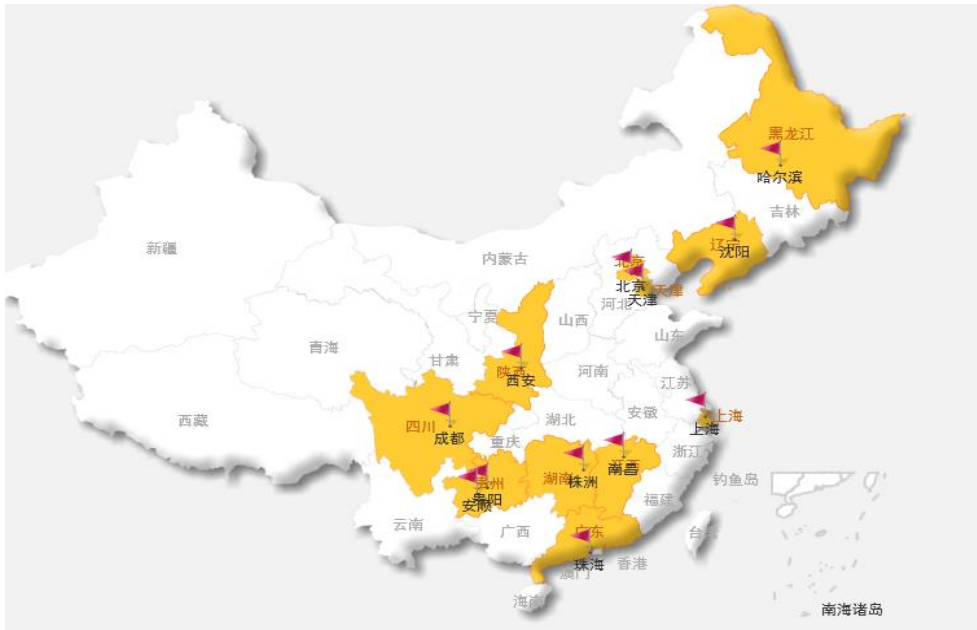 黑龙江
哈尔滨
吉林
辽宁
沈阳
新疆
内蒙古
北京
北京
天津
天津
河北
宁夏
山西
山东
青海
甘肃
陕西
西安
河南
江苏
西藏
四川
成都
湖北
安徽
上海
上海
重庆
浙江
贵州
贵阳
安顺
湖南
株洲
江西
南昌
钓鱼岛
福建
云南
广西
广东
珠海
香港
澳门
海南
南海诸岛